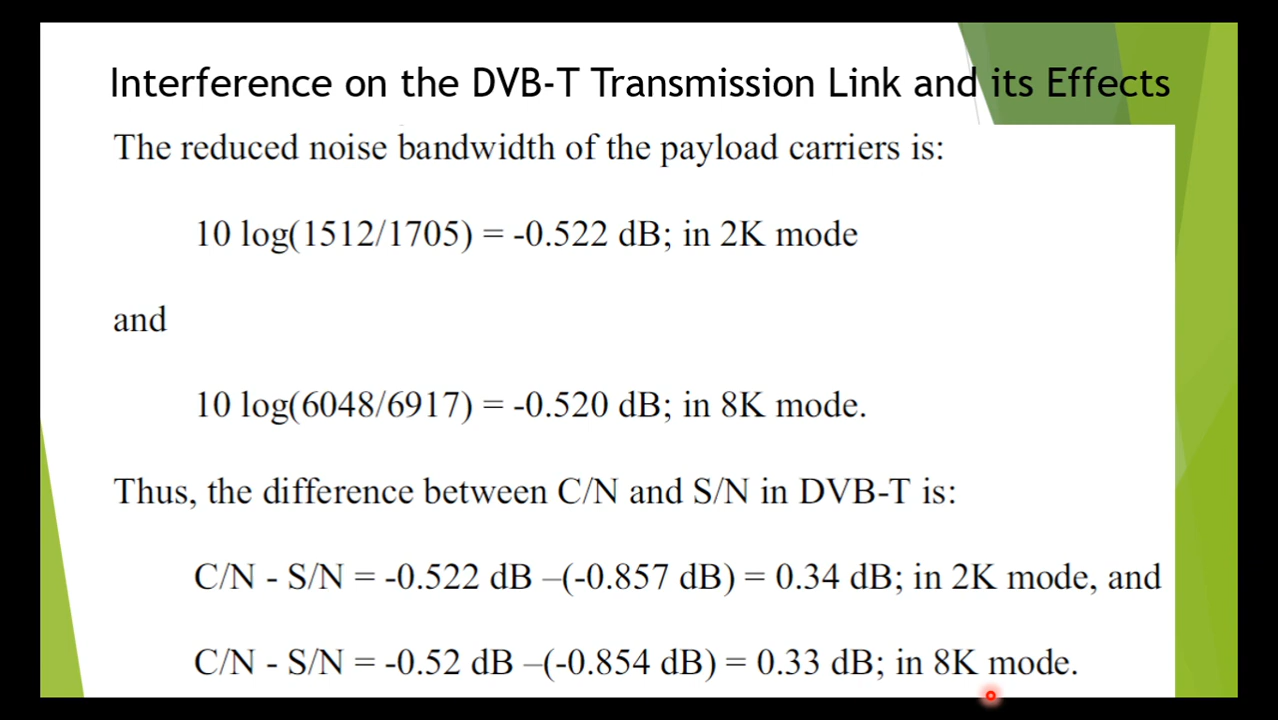 Interference on the DVB-T Transmission Link and its Effects
The reduced noise bandwidth of the payload carriers is:
10 log(1512/1705) = -0.522 dB; in 2K mode
and
10 log(6048/6917) = -0.520 dB; in 8K mode.
Thus, the difference between C/N and S/N in DVB-T is:
C/N - S/N = -0.522 dB –(-0.857 dB) = 0.34 dB; in 2K mode, and
C/N - S/N = -0.52 dB –(-0.854 dB) = 0.33 dB; in 8K mode.